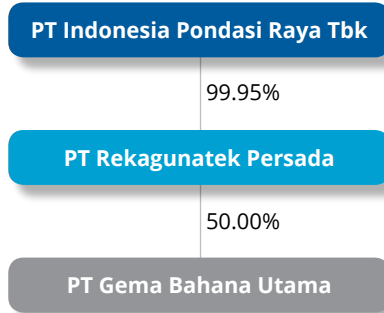 PT Indonesia Pondasi Raya Tbk
99.95%
PT Rekagunatek Persada
50.00%
PT Gema Bahana Utama